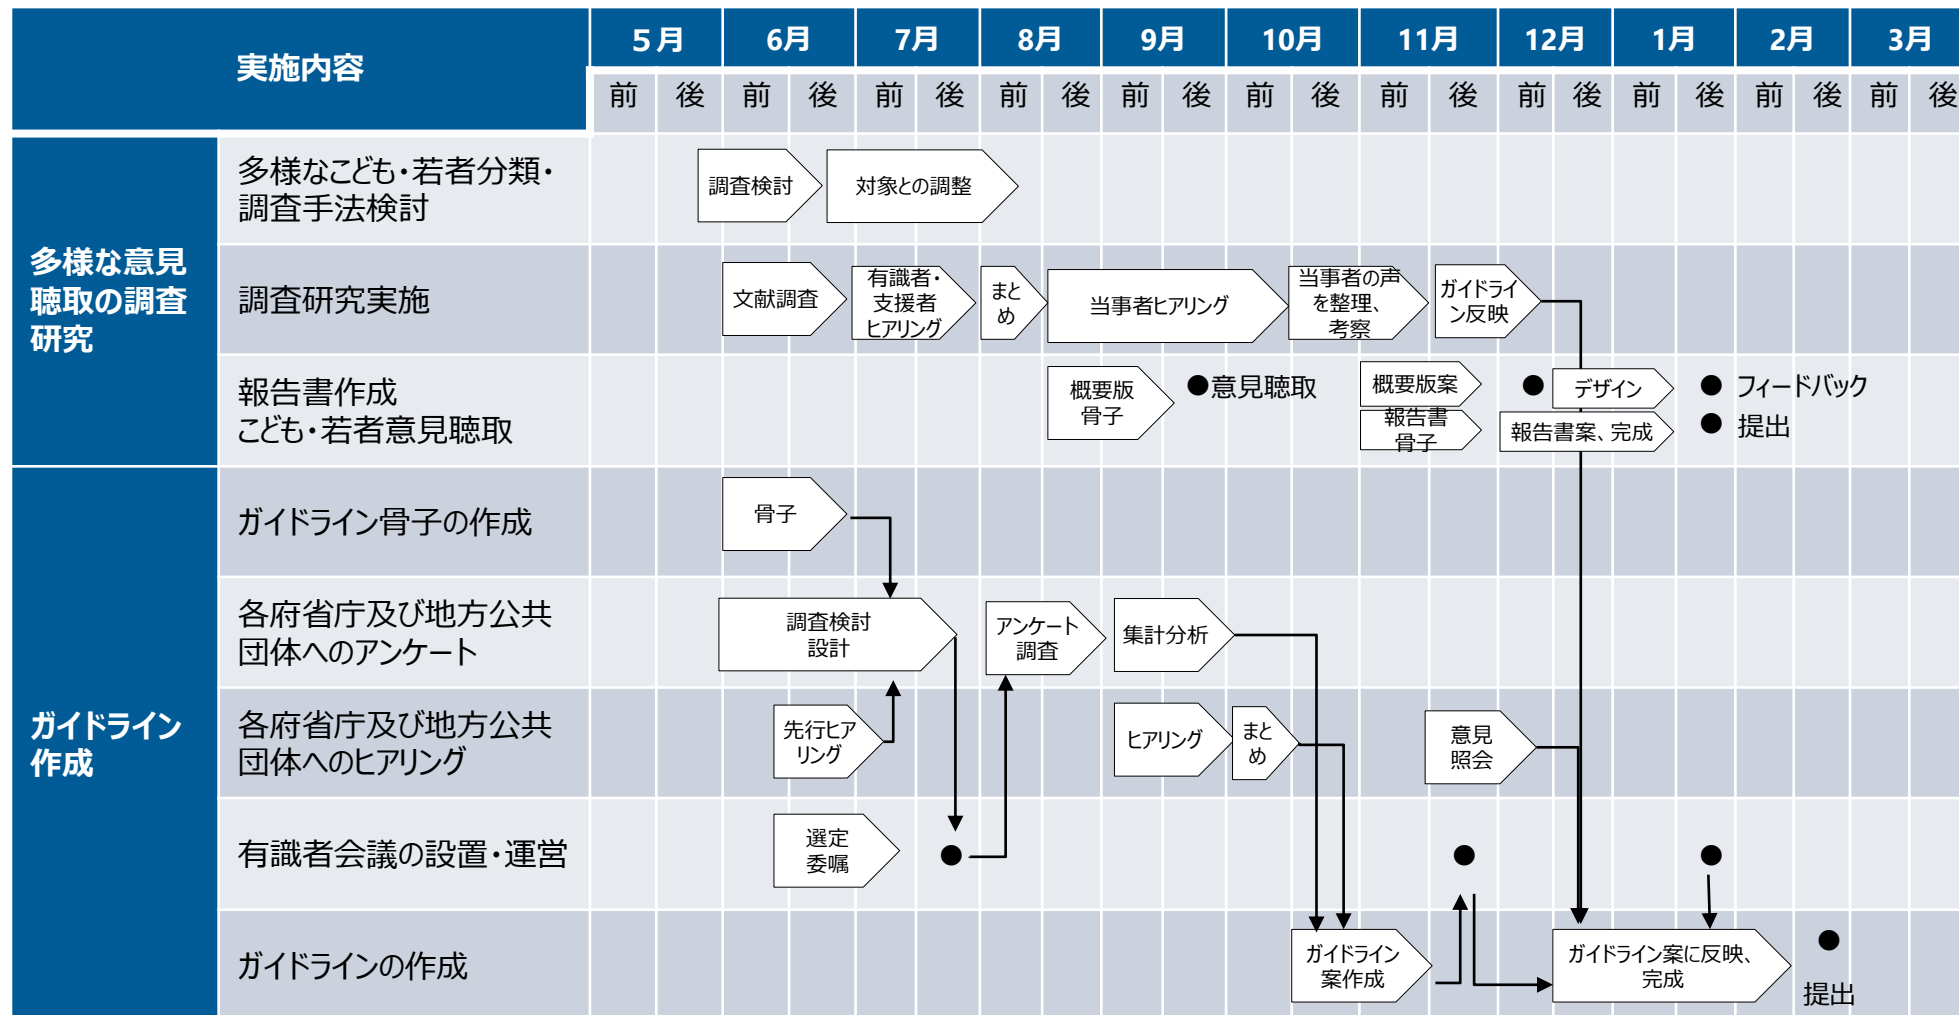 実施内容
５月
6月
7月
8月
9月
10月
11月
12月
1月
2月
3月
前 後 前 後 前 後 前 後 前 後 前 後 前 後 前 後 前 後 前 後 前 後
多様な意見
聴取の調査
研究
多様なこども・若者分類・
調査手法検討
調査検討
対象との調整
調査研究実施
文献調査
有識者・
支援者
ヒアリング
まと
め
当事者ヒアリング
当事者の声
を整理、
考察
ガイドライ
ン反映
報告書作成
こども・若者意見聴取
概要版
骨子
●意見聴取
概要版案
報告書
骨子
●
デザイン
報告書案、完成
● フィードバック
● 提出
ガイドライン
作成
ガイドライン骨子の作成
骨子
各府省庁及び地方公共
団体へのアンケート
調査検討
設計
アンケート
調査
集計分析
各府省庁及び地方公共
団体へのヒアリング
先行ヒア
リング
ヒアリング
まと
め
意見
照会
有識者会議の設置・運営
選定
委嘱
●
●
●
ガイドラインの作成
ガイドライン
案作成
ガイドライン案に反映、
完成
●
提出